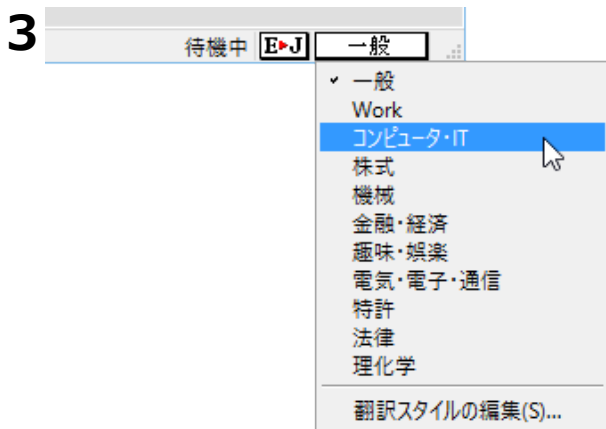 3
待機中 E▶J 一般
✓ 一般
Work
コンピュータ・IT
株式
機械
金融・経済
趣味・娯楽
電気・電子・通信
特許
法律
理化学
翻訳スタイルの編集(S)...